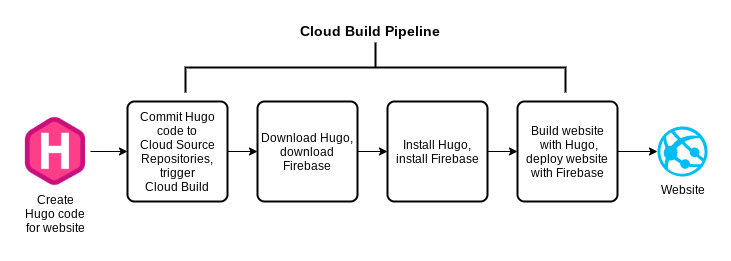 Cloud Build Pipeline
H
Create
Hugo code
for website
Commit Hugo
code to
Cloud Source
Repositories,
trigger
Cloud Build
Download Hugo,
download
Firebase
Install Hugo,
install Firebase
Build website
with Hugo,
deploy website
with Firebase
Website